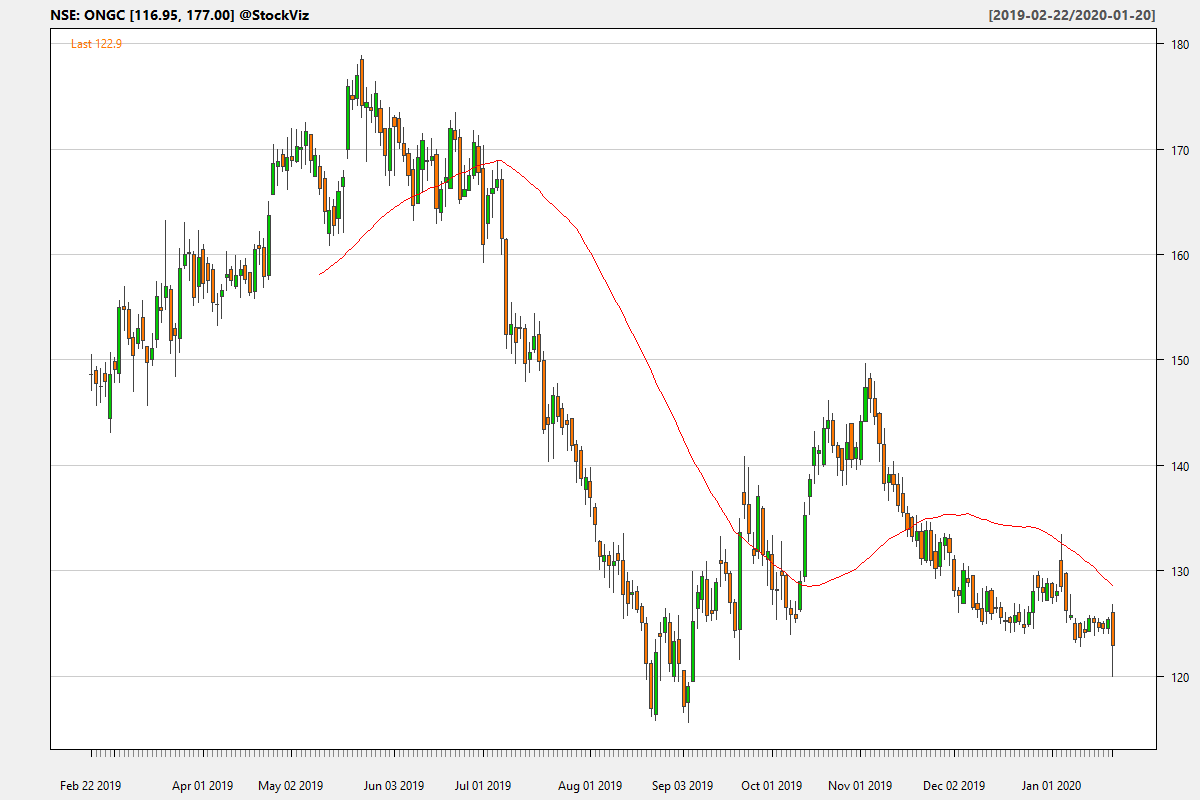 NSE: ONGC [116.95, 177.00] @StockViz [2019-02-22/2020-01-20]
Last 122.9
180
170
160
150
140
130
120
Feb 22 2019 Apr 01 2019 May 02 2019 Jun 03 2019 Jul 01 2019 Aug 01 2019 Sep 03 2019 Oct 01 2019 Nov 01 2019 Dec 02 2019 Jan 01 2020